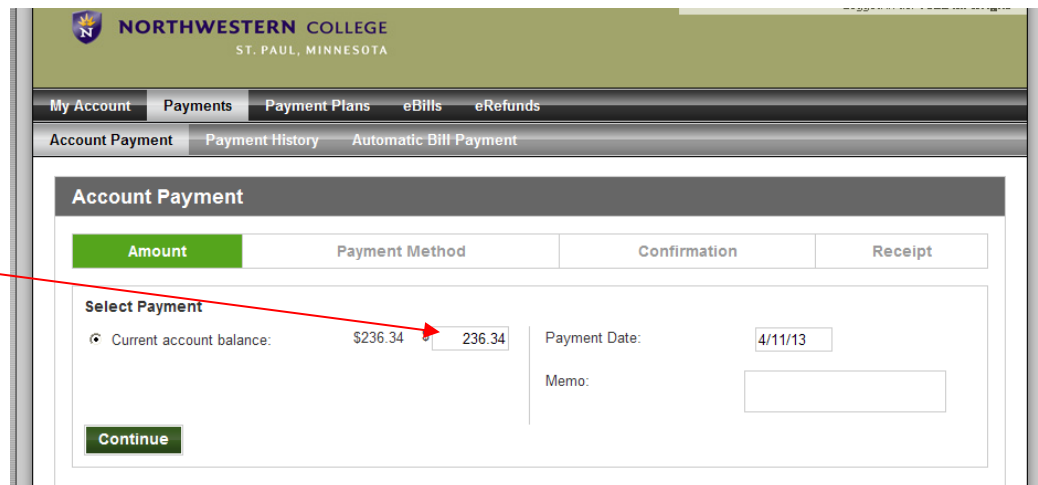 NORTHWESTERN COLLEGE
ST. PAUL, MINNESOTA
My Account Payments Payment Plans eBills eRefunds
Account Payment Payment History Automatic Bill Payment
Account Payment
Amount Payment Method Confirmation Receipt
Select Payment
Current account balance: $236.34 236.34 Payment Date: 4/11/13
Memo:
Continue